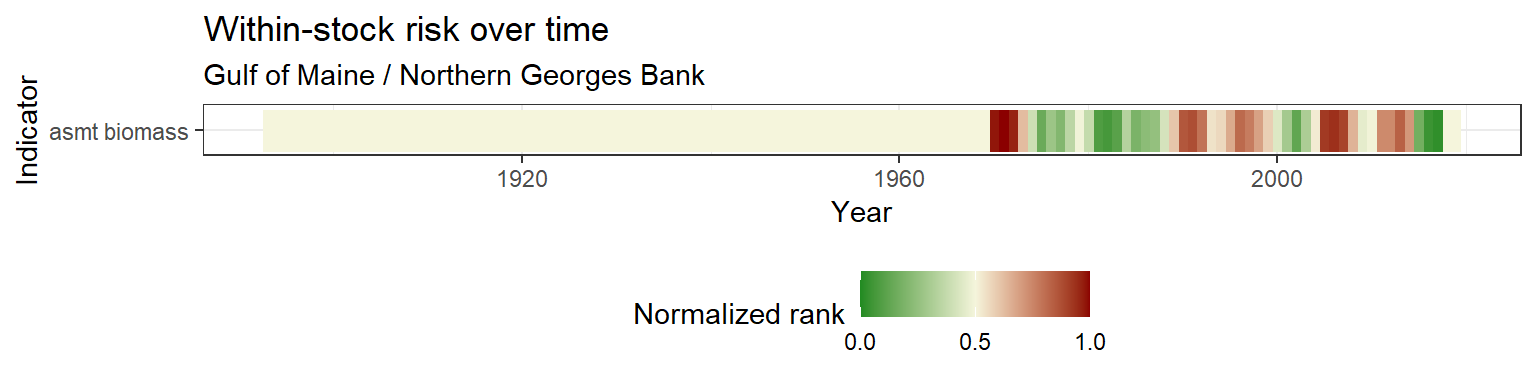 Within-stock risk over time
Gulf of Maine / Northern Georges Bank
Indicator
asmt biomass
1920 1960 2000
Year
Normalized rank
0.0 0.5 1.0